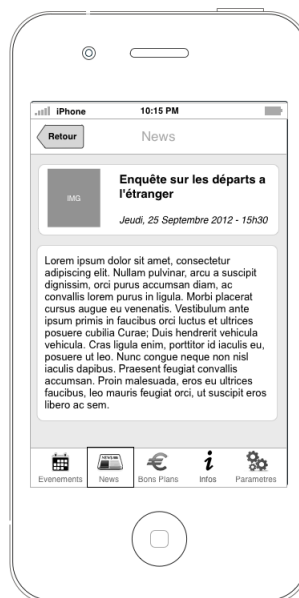 iPhone 10:15 PM
Retour News
IMG
Enquête sur les départs a
l'étranger
Jeudi, 25 Septembre 2012 - 15h30
Lorem ipsum dolor sit amet, consectetur
adipiscing elit. Nullam pulvinar, arcu a suscipit
dignissim, orci purus accumsan diam, ac
convallis lorem purus in ligula. Morbi placerat
cursus augue eu venenatis. Vestibulum ante
ipsum primis in faucibus orci luctus et ultrices
posuere cubilia Curae; Duis hendrerit vehicula
vehicula. Cras ligula enim, porttitor id iaculis eu,
posuere ut leo. Nunc congue neque non nisl
iaculis dapibus. Praesent feugiat convallis
accumsan. Proin malesuada, eros eu ultrices
faucibus, leo mauris feugiat orci, ut suscipit eros
libero ac sem.
Evenements News Bons Plans Infos Parametres